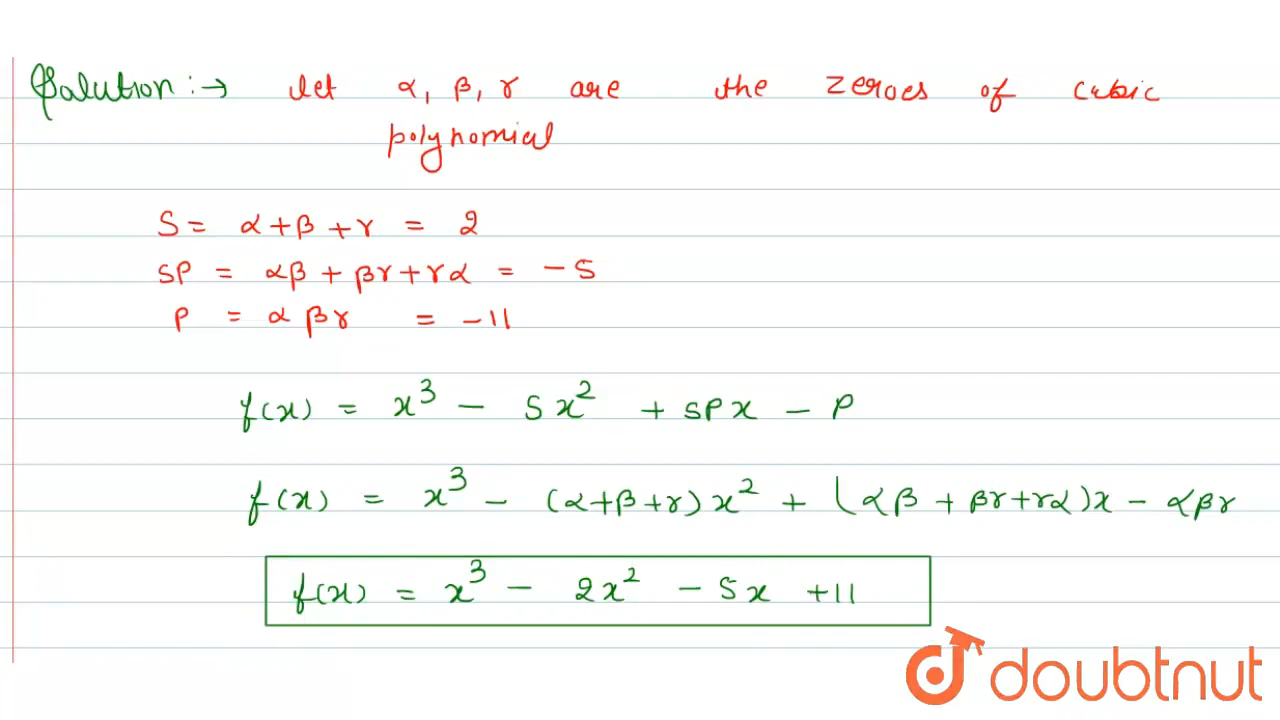 Solution :→ let α, β, γ are the zeroes of cubic
polynomial
S = α+β+γ = 2
SP = αβ + βγ+γα = -5
P = αβγ = -11
f(x) = x³ - Sx² + SPx - P
f(x) = x³ - (α+β+γ)x² + (αβ + βγ+γα)x - αβγ
f(x) = x³ - 2x² - 5x +11
doubtnut